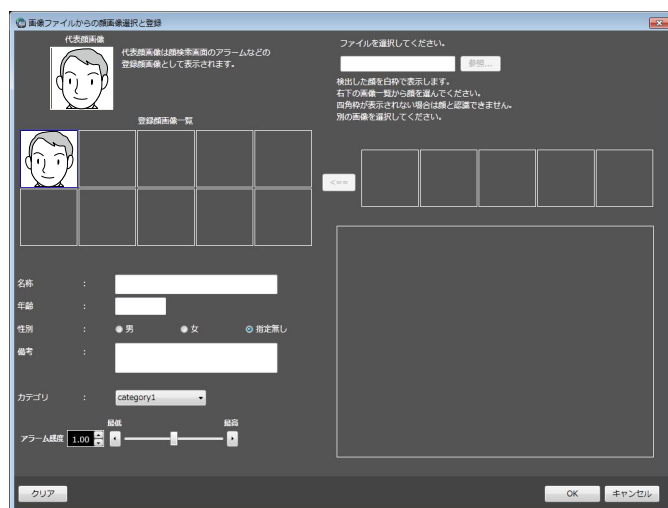 画像ファイルからの顔画像選択と登録
代表顔画像
代表顔画像は顔検索画面のアラームなどの
登録顔画像として表示されます。
登録顔画像一覧
ファイルを選択してください。
参照...
検出した顔を白枠で表示します。
右下の画像一覧から顔を選んでください。
四角枠が表示されない場合は顔と認識できません。
別の画像を選択してください。
<==
名称 :
年齢 :
性別 : 男 女 指定無し
備考 :
カテゴリ : category1
最低 最高
アラーム感度 1.00
クリア
OK キャンセル